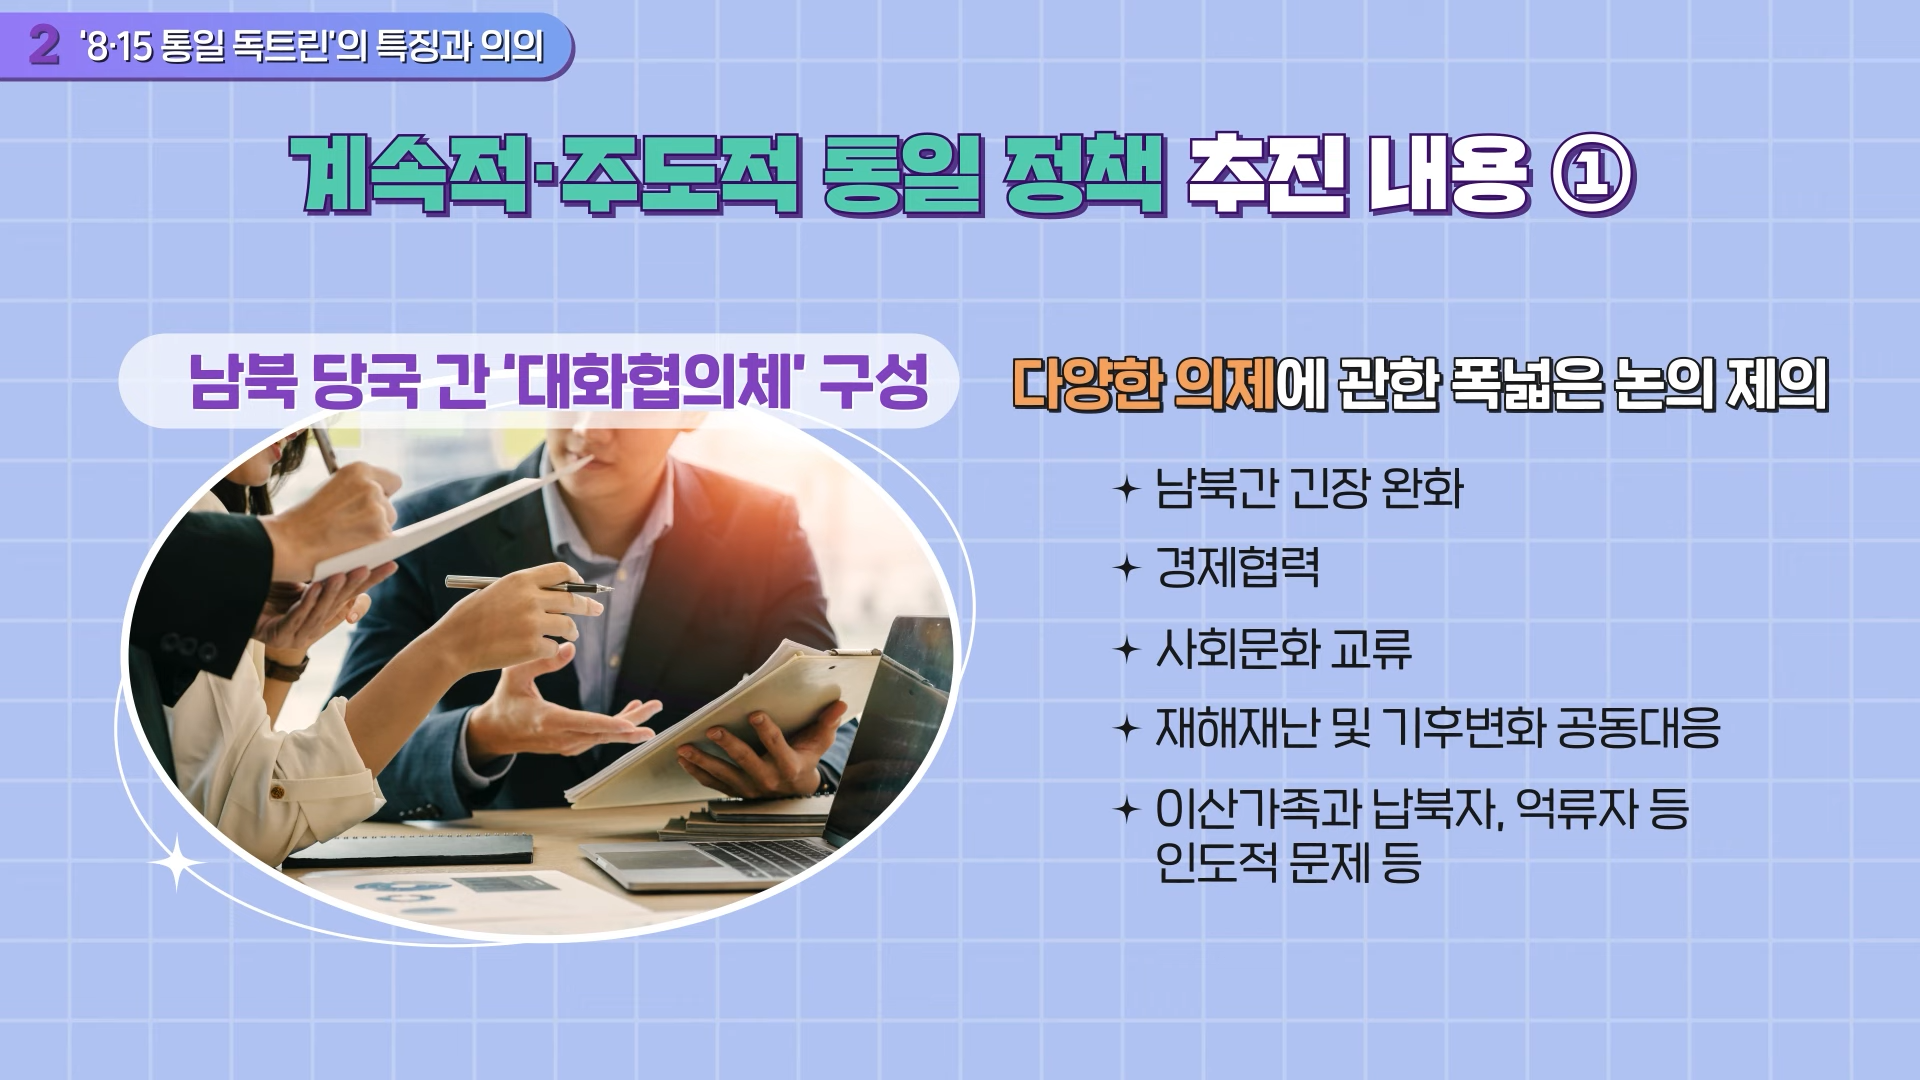 2 '8·15 통일 독트린'의 특징과 의의
계속적·주도적 통일 정책 추진 내용 ①
남북 당국 간 '대화협의체' 구성
다양한 의제에 관한 폭넓은 논의 제의
남북간 긴장 완화
경제협력
사회문화 교류
재해재난 및 기후변화 공동대응
이산가족과 납북자, 억류자 등
인도적 문제 등